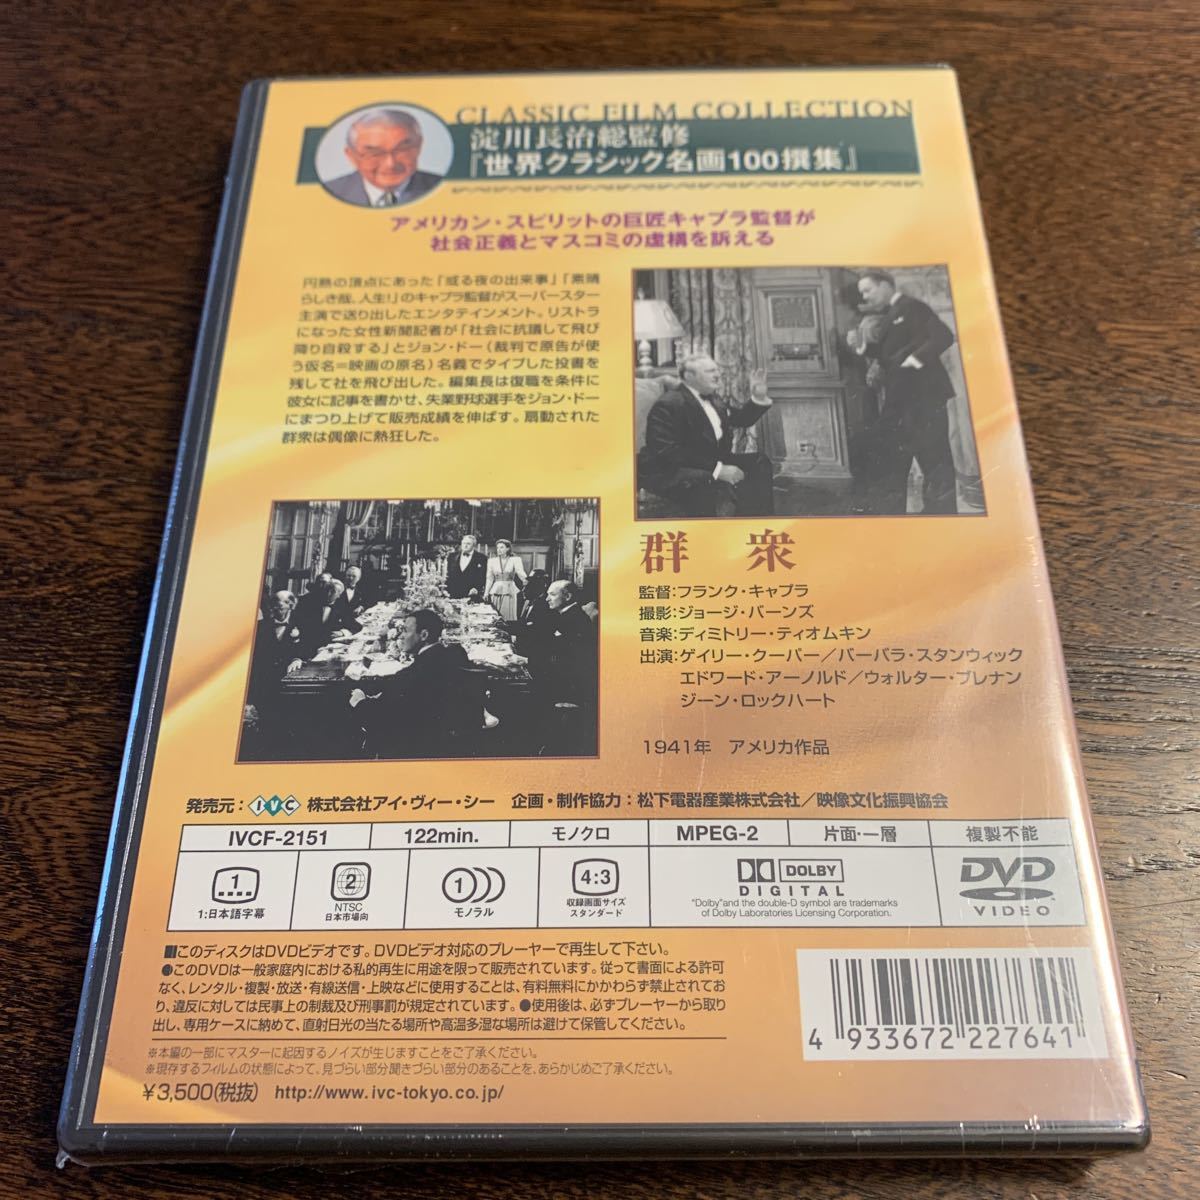 CLASSIC FILM COLLECTION
淀川長治総監修
『世界クラシック名画100撰集』
アメリカン・スピリットの巨匠キャプラ監督が
社会正義とマスコミの虚構を訴える
円熟の頂点にあった「或る夜の出来事」「素晴
らしき哉、人生!」のキャプラ監督がスーパースター
主演で送り出したエンタテインメント。リストラ
になった女性新聞記者が「社会に抗議して飛び
降り自殺する」とジョン・ドー(裁判で原告が使
う仮名=映画の原名)名義でタイプした投書を
残して社を飛び出した。編集長は復職を条件に
彼女に記事を書かせ、失業野球選手をジョン・ドー
にまつり上げて販売成績を伸ばす。扇動された
群衆は偶像に熱狂した。
群 衆
監督:フランク・キャプラ
撮影:ジョージ・バーンズ
音楽:ディミトリー・ティオムキン
出演:ゲイリー・クーパー/バーバラ・スタンウィック
エドワード・アーノルド/ウォルター・ブレナン
ジーン・ロックハート
1941年 アメリカ作品
発売元: IVC 株式会社アイ・ヴィー・シー 企画・制作協力:松下電器産業株式会社/映像文化振興協会
IVCF-2151 122min. モノクロ MPEG-2 片面・一層 複製不能
1 1:日本語字幕
2 NTSC 日本市場向
1 モノラル
4:3 収録画面サイズ スタンダード
DOLBY DIGITAL
"Dolby"and the double-D symbol are trademarks
of Dolby Laboratories Licensing Corporation.
DVD VIDEO
■このディスクはDVDビデオです。DVDビデオ対応のプレーヤーで再生して下さい。
●このDVDは一般家庭内における私的再生に用途を限って販売されています。従って書面による許可
なく、レンタル・複製・放送・有線送信・上映などに使用することは、有料無料にかかわらず禁止されてお
り、違反に対しては民事上の制裁及び刑事罰が規定されています。●使用後は、必ずプレーヤーから取り
出し、専用ケースに納めて、直射日光の当たる場所や高温多湿な場所は避けて保管してください。
※本編の一部にマスターに起因するノイズが生じますことをご了承ください。
※現存するフィルムの状態によって、見づらい部分聞きづらい部分のあることを、あらかじめご了承ください。
¥3,500(税抜) http://www.ivc-tokyo.co.jp/
4 933672 227641